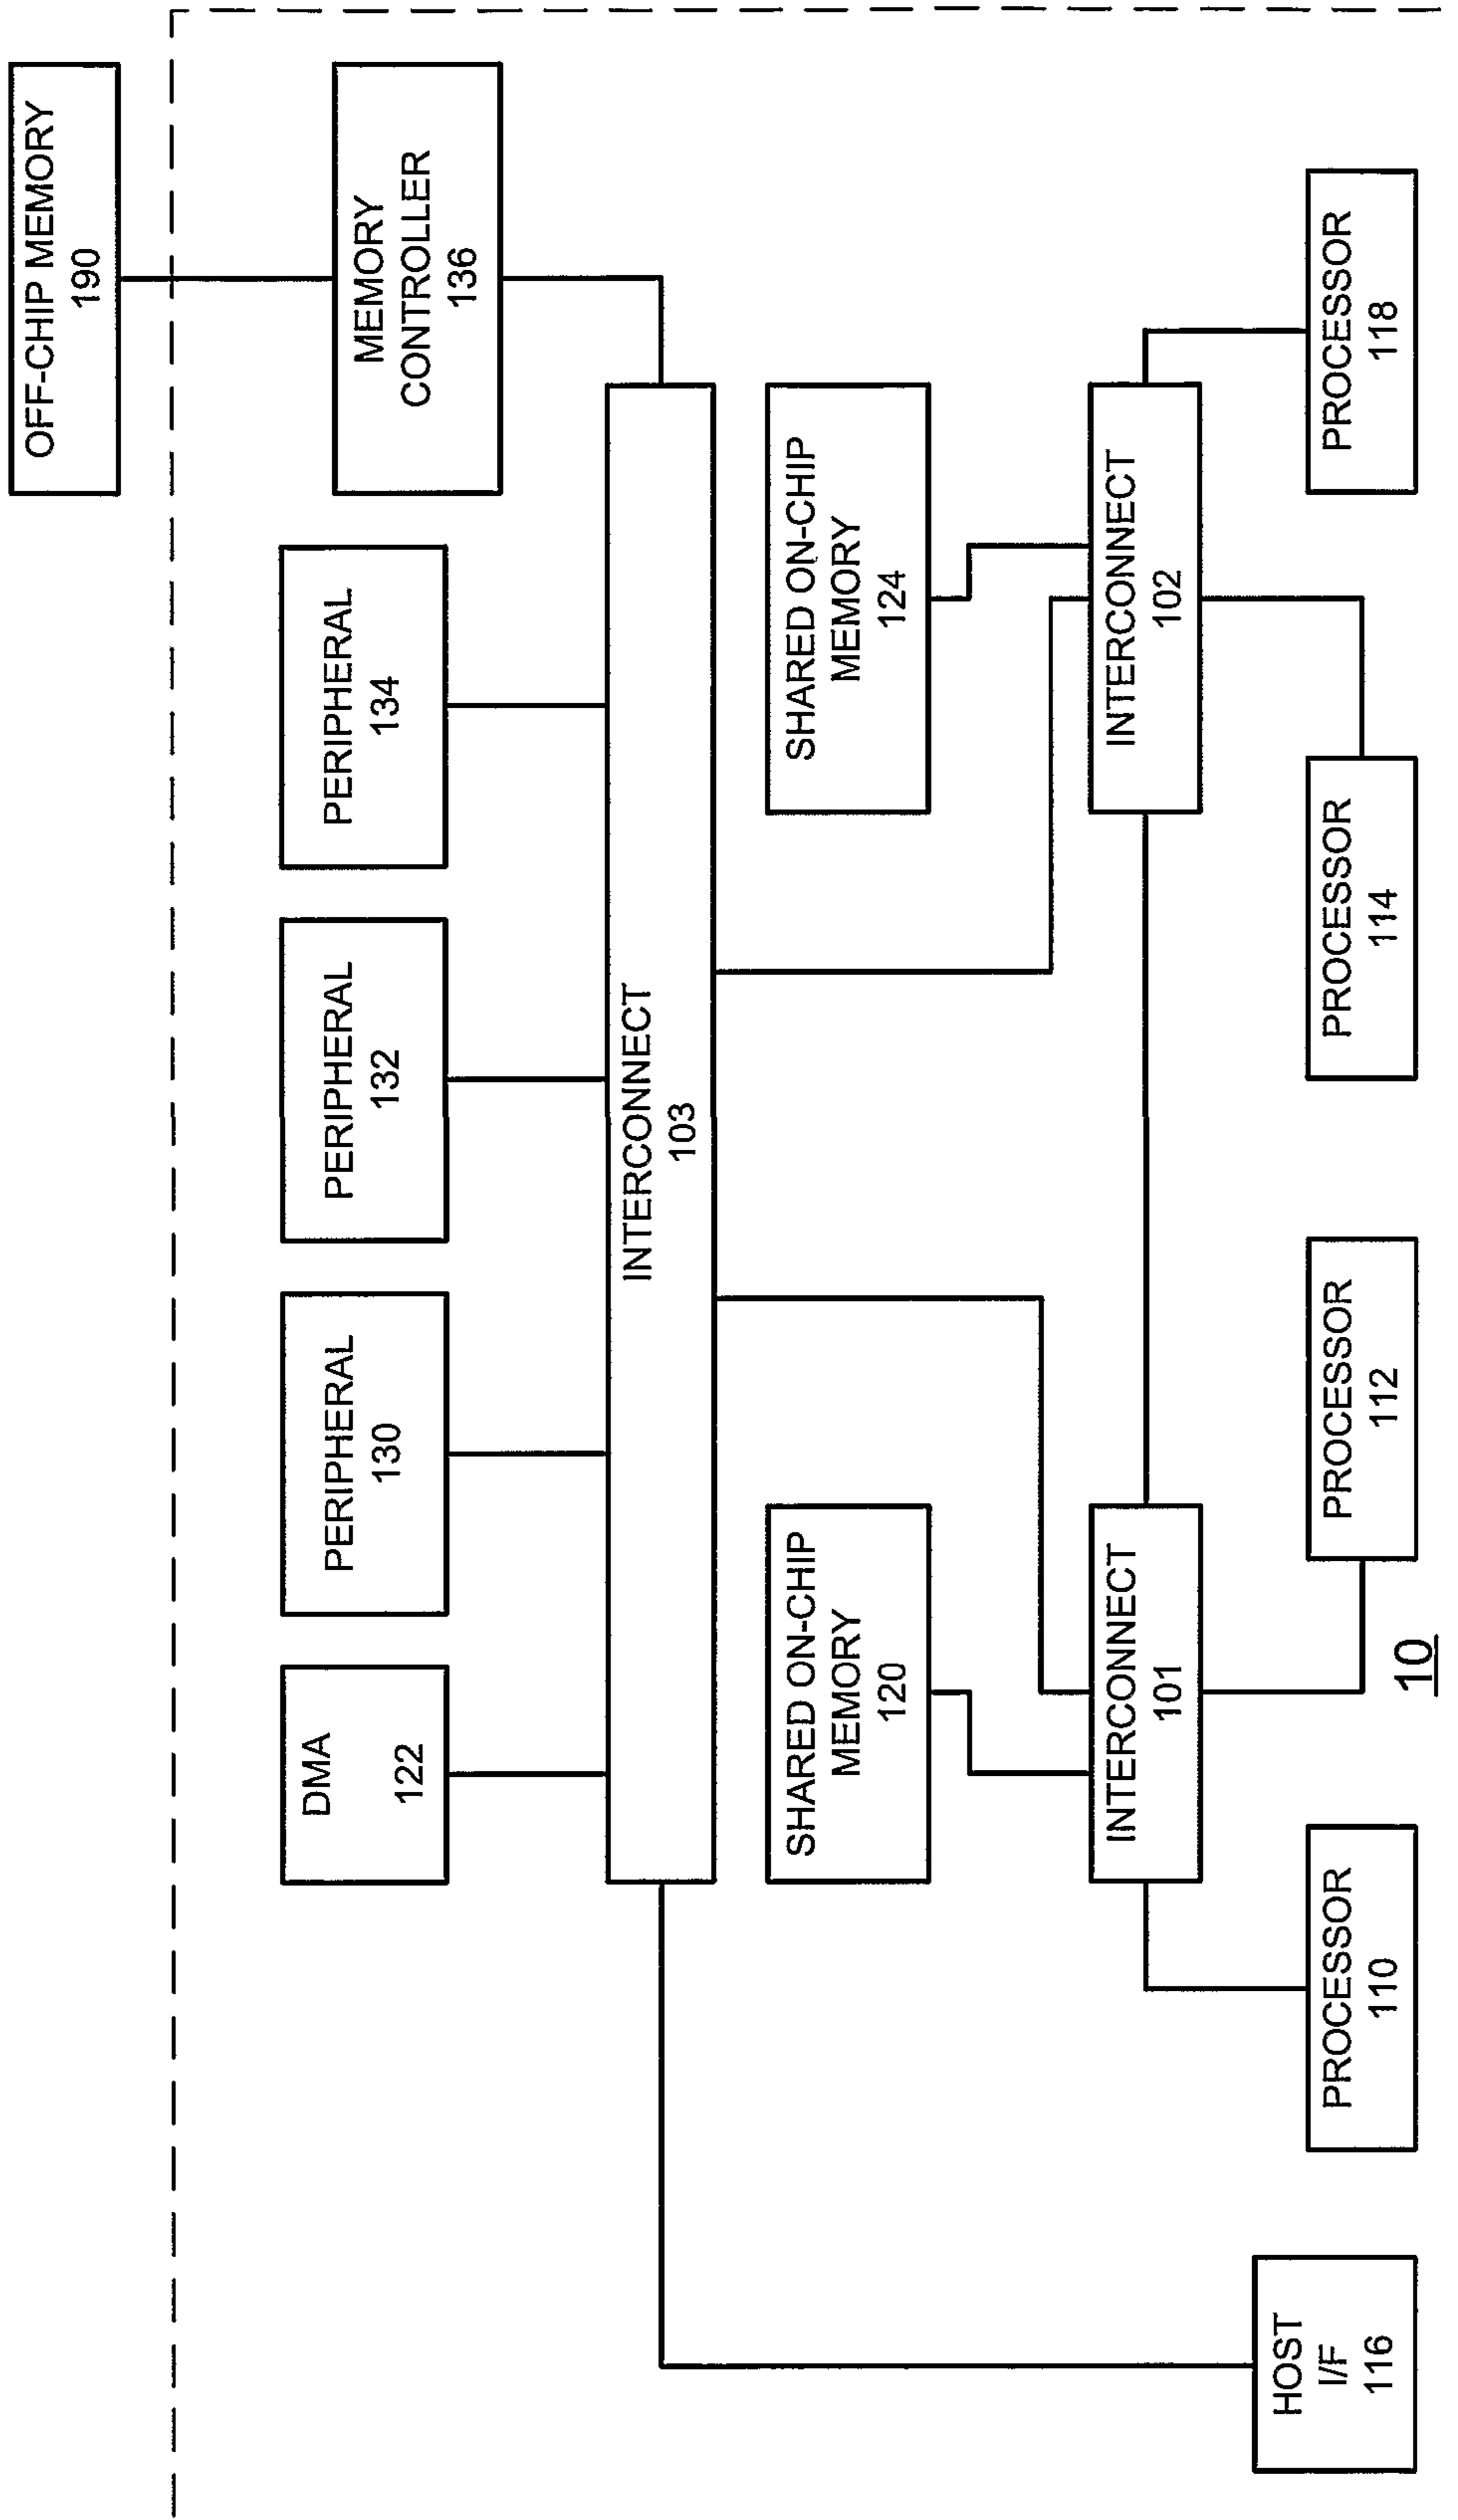 OFF-CHIP MEMORY
190
MEMORY
CONTROLLER
136
DMA
122
PERIPHERAL
130
PERIPHERAL
132
PERIPHERAL
134
INTERCONNECT
103
SHARED ON-CHIP
MEMORY
120
SHARED ON-CHIP
MEMORY
124
INTERCONNECT
101
INTERCONNECT
102
HOST
I/F
116
PROCESSOR
110
PROCESSOR
112
PROCESSOR
114
PROCESSOR
118
10